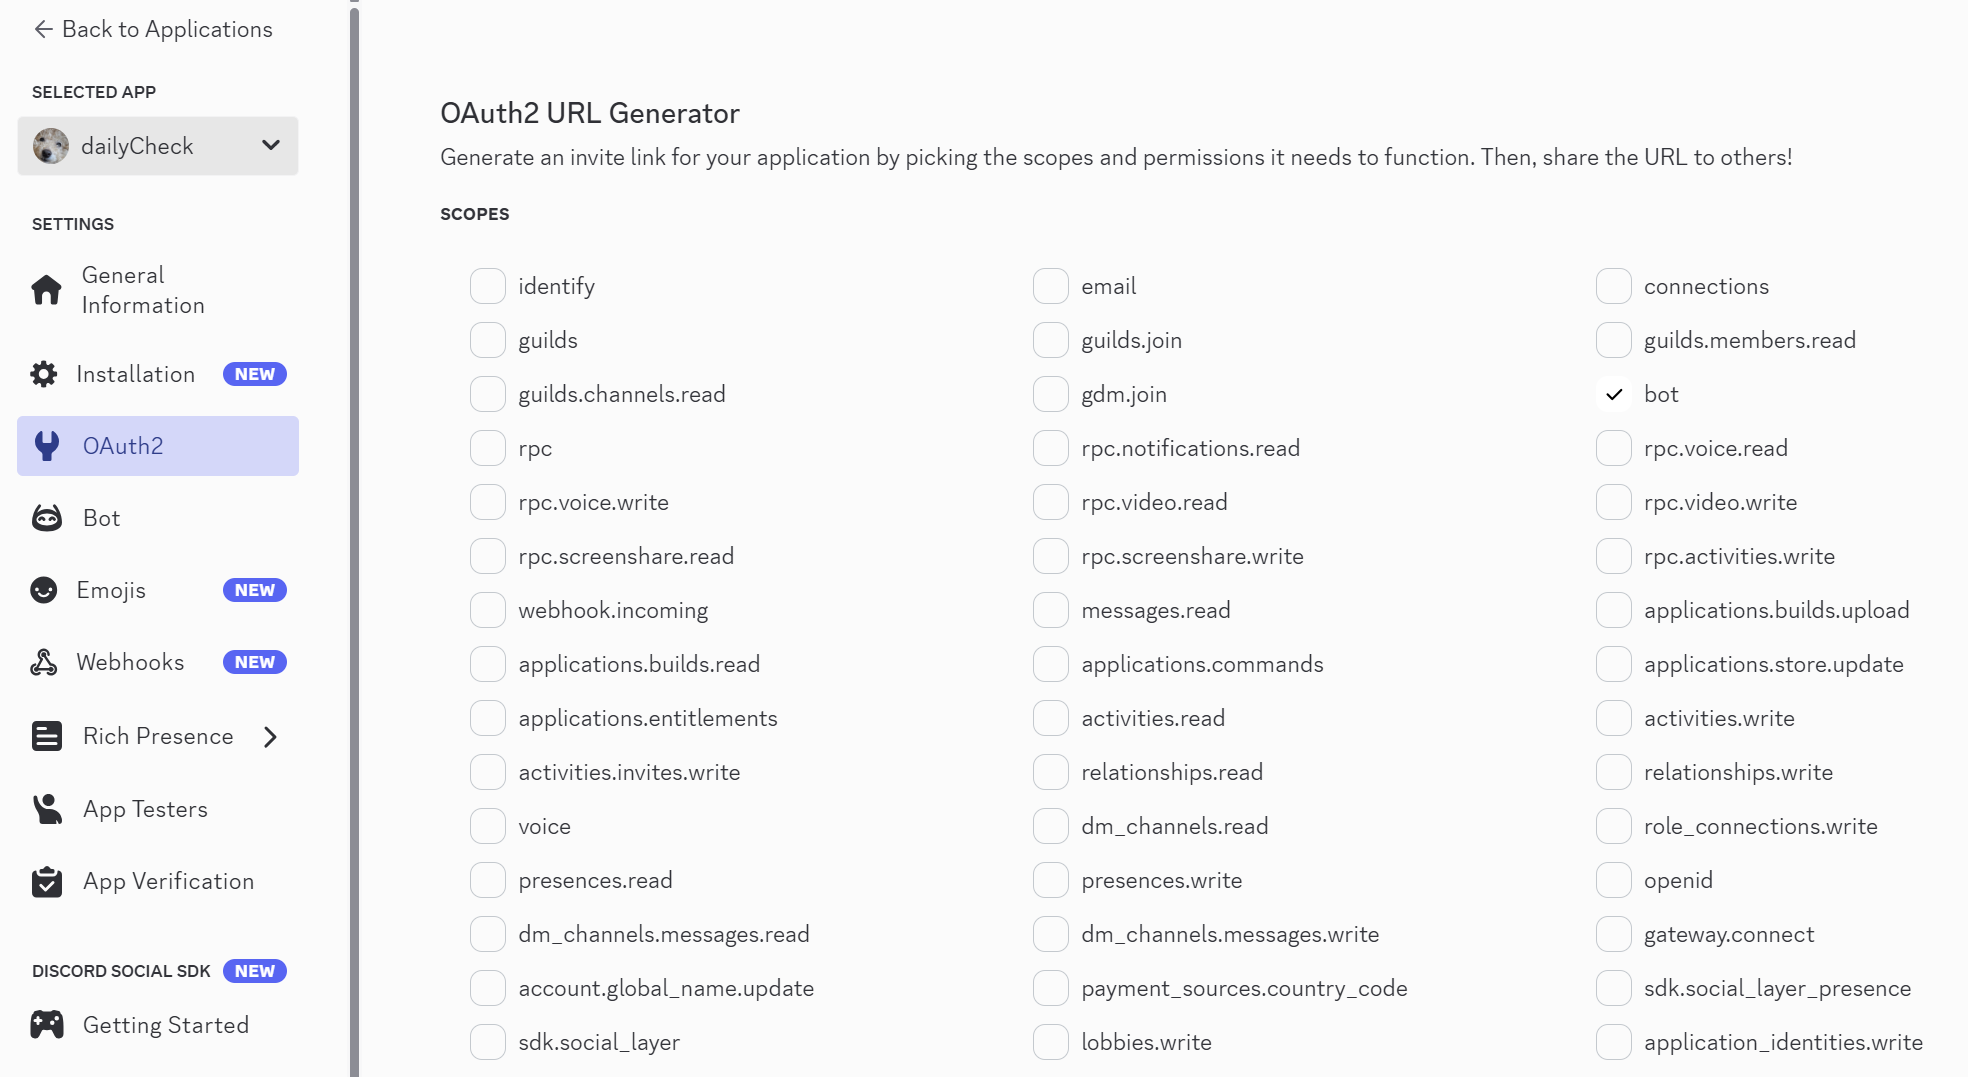 Back to Applications
SELECTED APP
dailyCheck
SETTINGS
General
Information
Installation NEW
OAuth2
Bot
Emojis NEW
Webhooks NEW
Rich Presence
App Testers
App Verification
DISCORD SOCIAL SDK NEW
Getting Started
OAuth2 URL Generator
Generate an invite link for your application by picking the scopes and permissions it needs to function. Then, share the URL to others!
SCOPES
identify email connections
guilds guilds.join guilds.members.read
guilds.channels.read gdm.join bot
rpc rpc.notifications.read rpc.voice.read
rpc.voice.write rpc.video.read rpc.video.write
rpc.screenshare.read rpc.screenshare.write rpc.activities.write
webhook.incoming messages.read applications.builds.upload
applications.builds.read applications.commands applications.store.update
applications.entitlements activities.read activities.write
activities.invites.write relationships.read relationships.write
voice dm_channels.read role_connections.write
presences.read presences.write openid
dm_channels.messages.read dm_channels.messages.write gateway.connect
account.global_name.update payment_sources.country_code sdk.social_layer_presence
sdk.social_layer lobbies.write application_identities.write